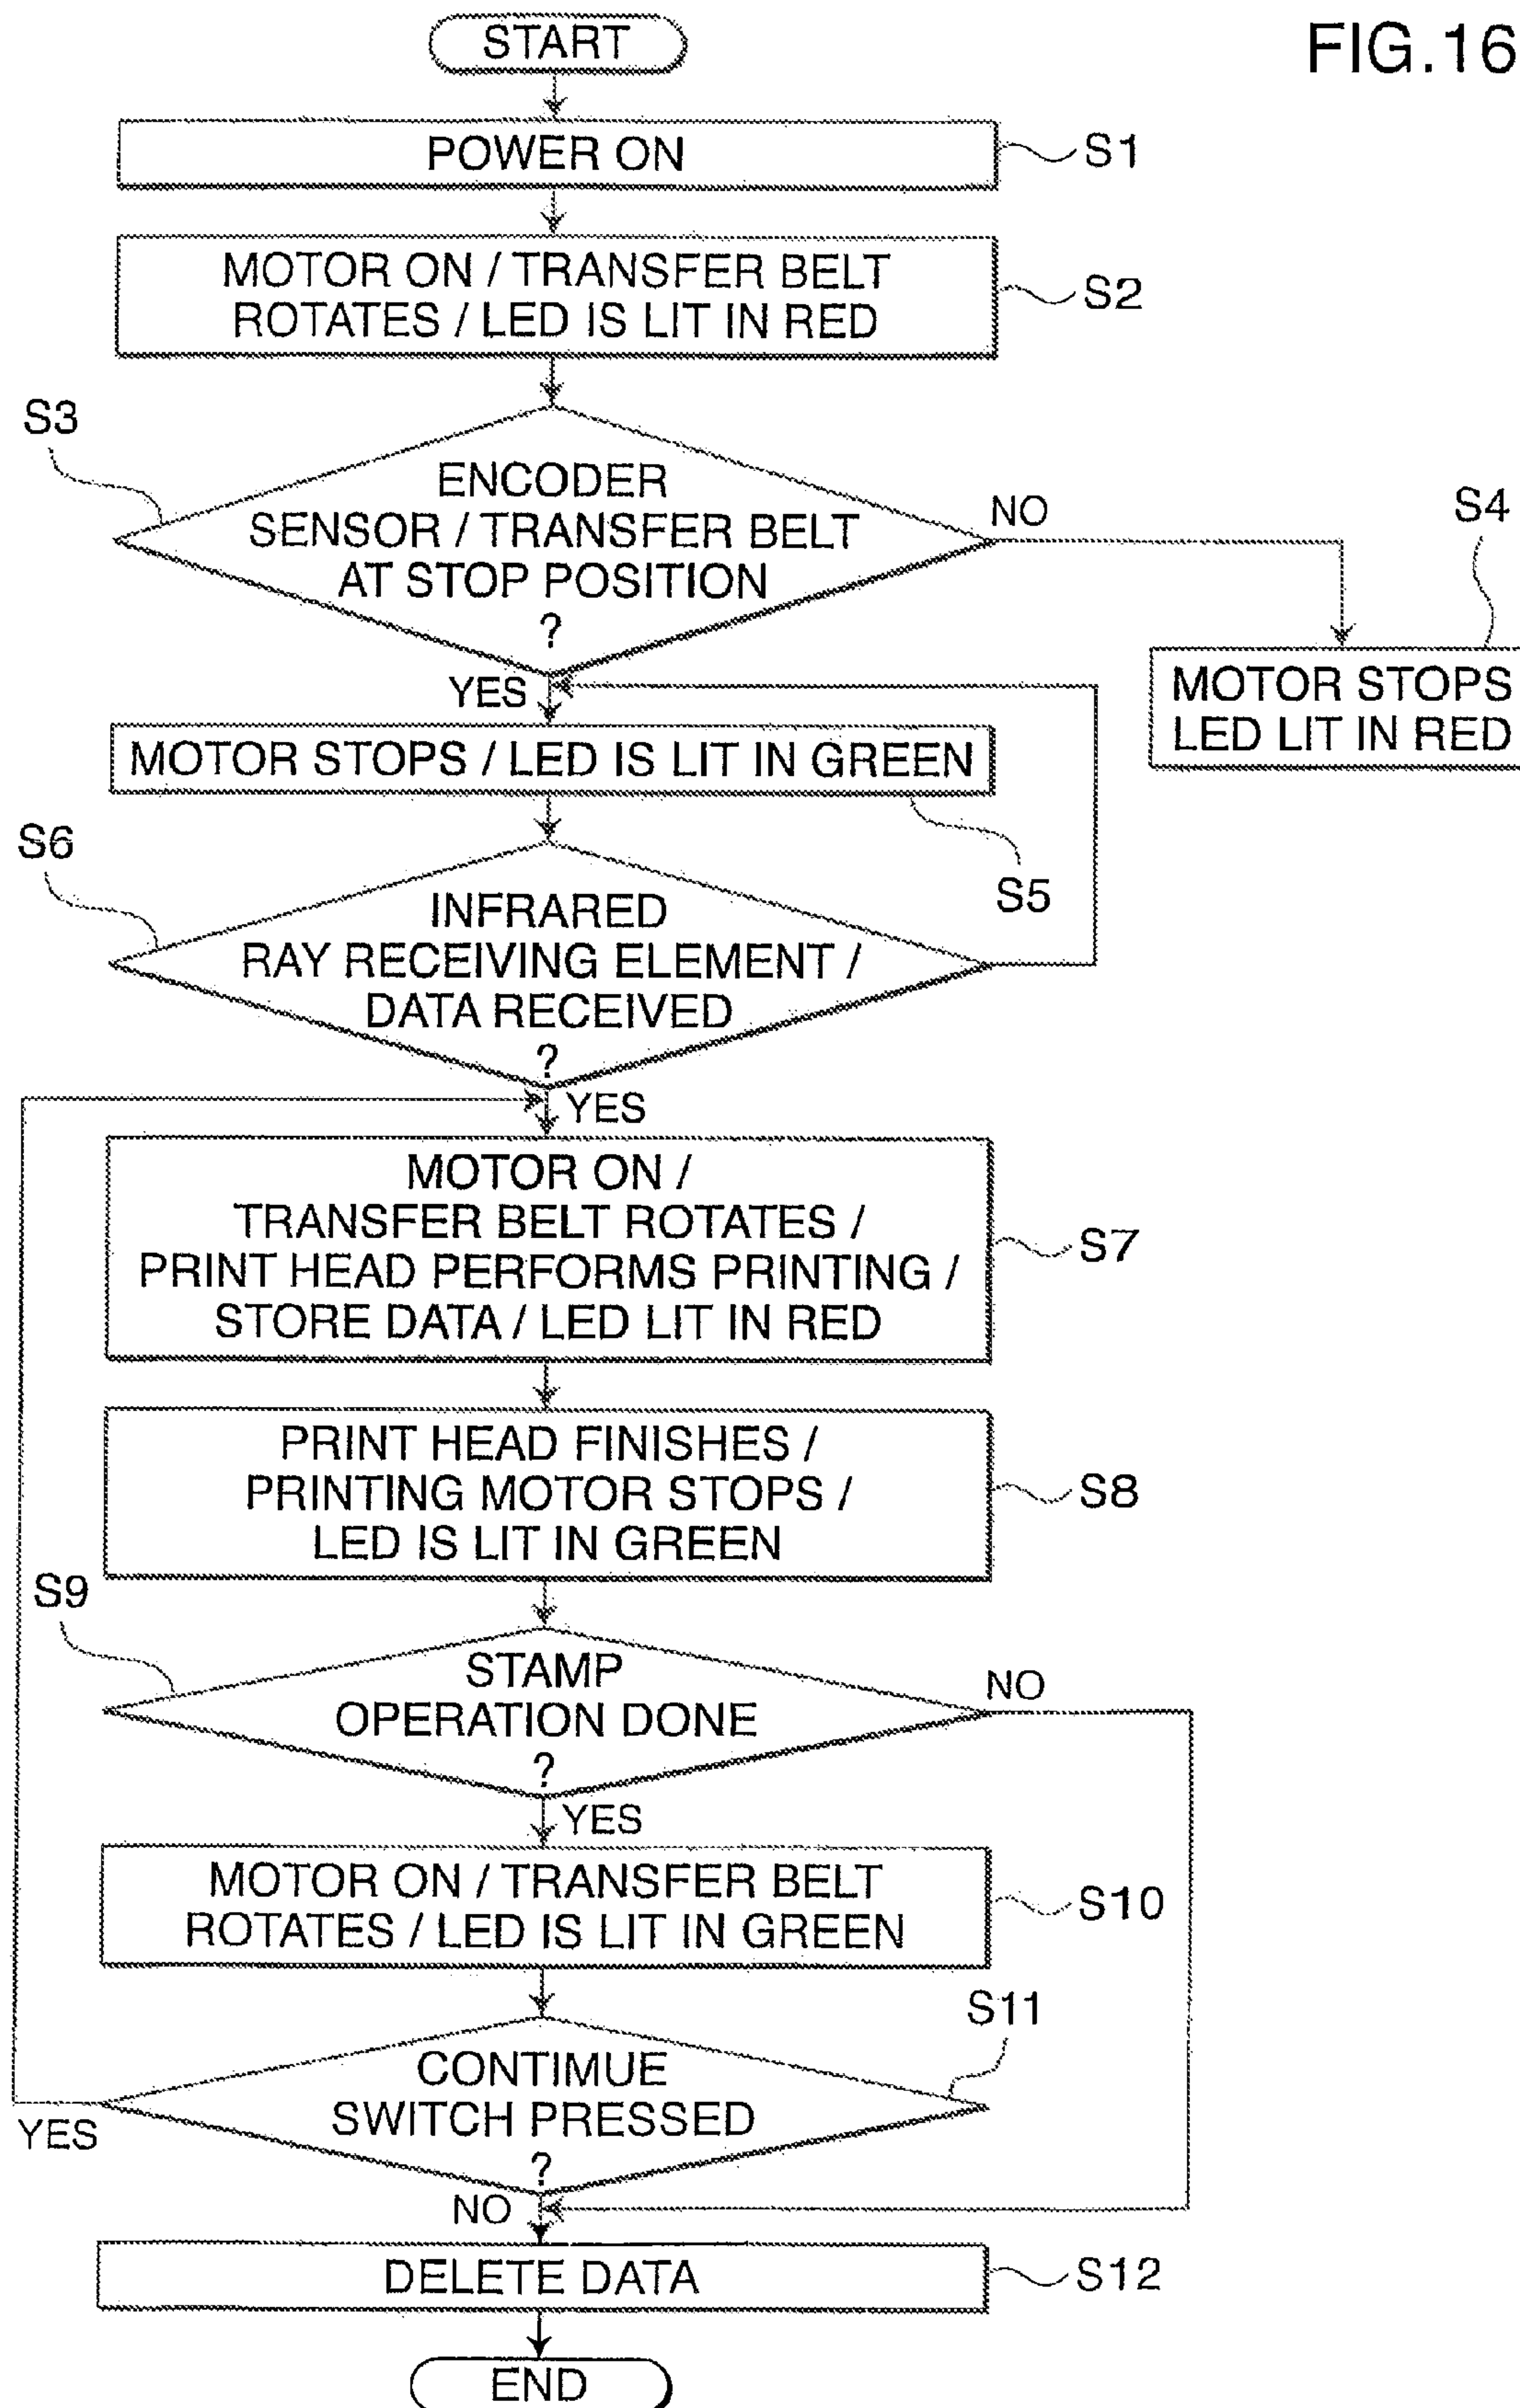 FIG.16
START
POWER ON
S1
MOTOR ON / TRANSFER BELT
ROTATES / LED IS LIT IN RED
S2
S3
ENCODER
SENSOR / TRANSFER BELT
AT STOP POSITION
?
NO
S4
MOTOR STOPS
LED LIT IN RED
YES
MOTOR STOPS / LED IS LIT IN GREEN
S5
S6
INFRARED
RAY RECEIVING ELEMENT /
DATA RECEIVED
?
YES
MOTOR ON /
TRANSFER BELT ROTATES /
PRINT HEAD PERFORMS PRINTING /
STORE DATA / LED LIT IN RED
S7
PRINT HEAD FINISHES /
PRINTING MOTOR STOPS /
LED IS LIT IN GREEN
S8
S9
STAMP
OPERATION DONE
?
NO
YES
MOTOR ON / TRANSFER BELT
ROTATES / LED IS LIT IN GREEN
S10
S11
CONTIMUE
SWITCH PRESSED
?
YES
NO
DELETE DATA
S12
END